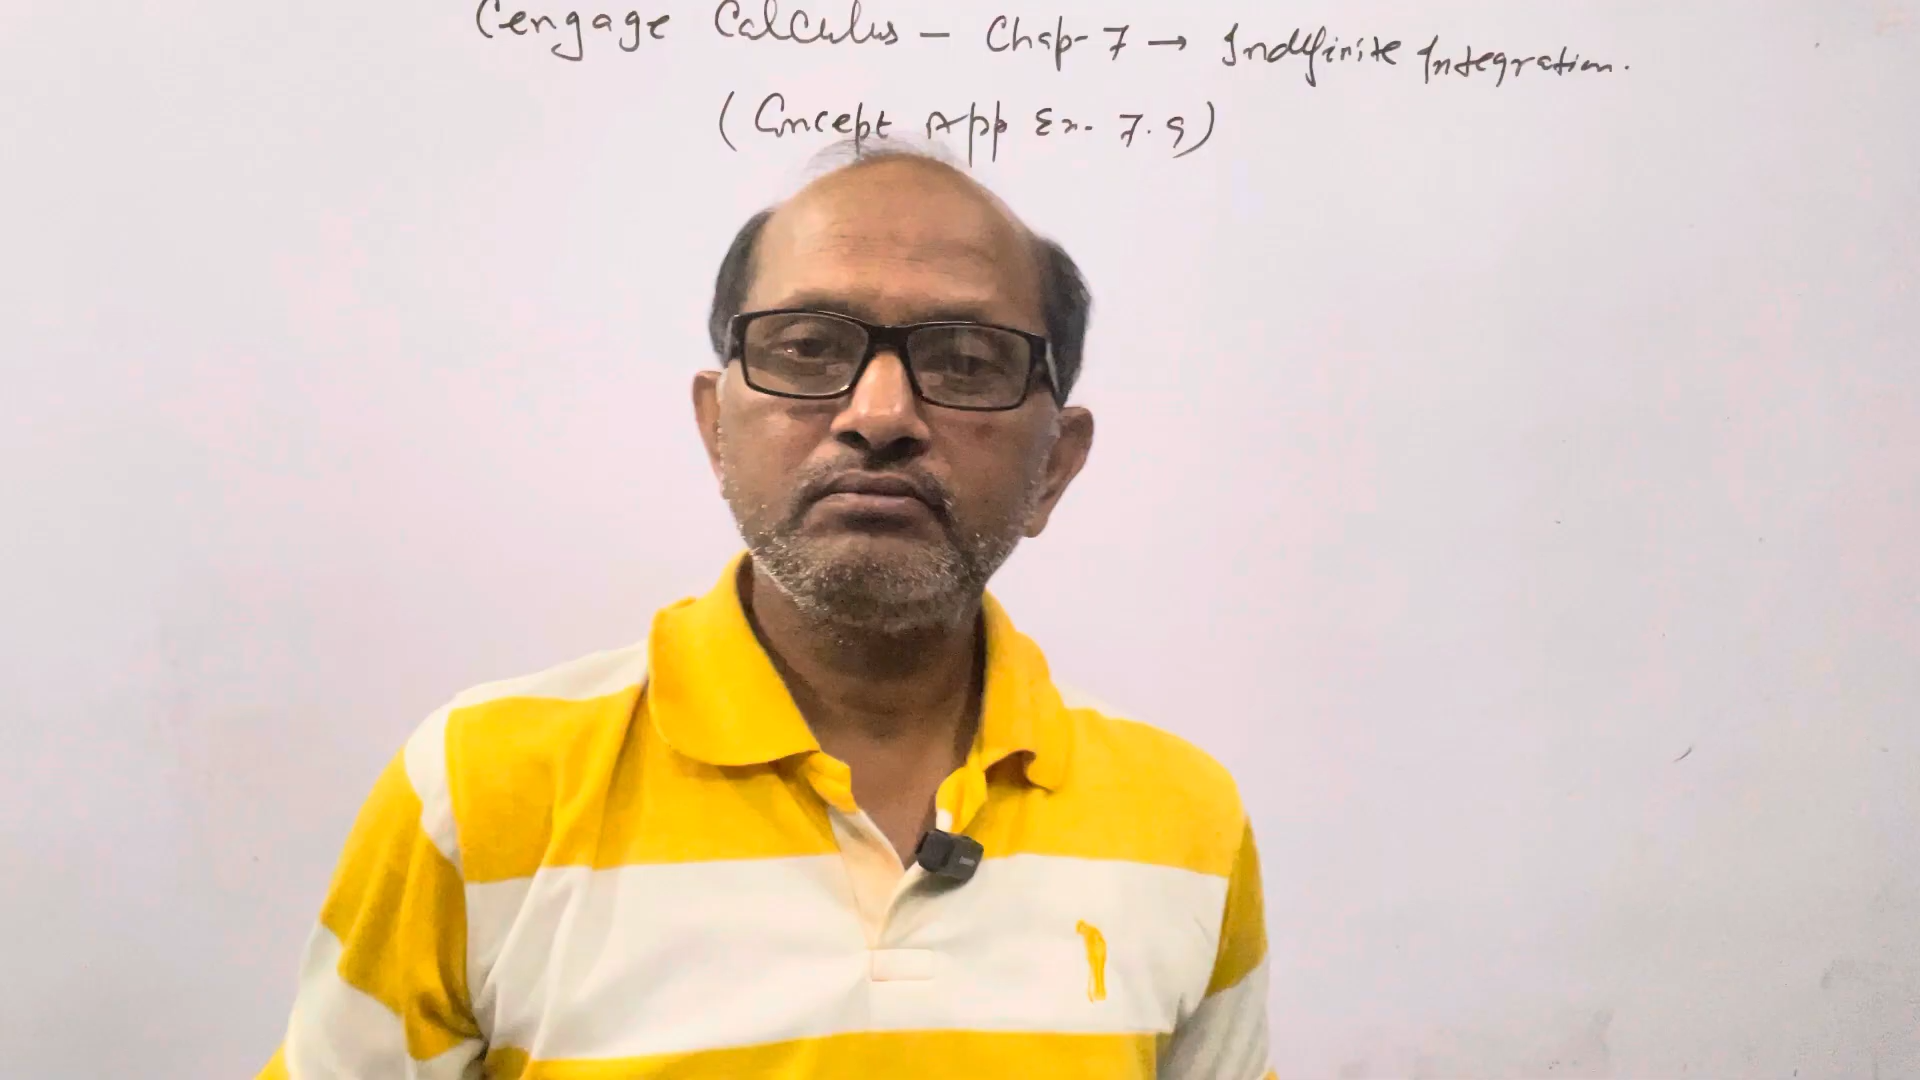 Cengage Calculus – Chap-7 → Indefinite Integration.
(Concept App Ex. 7.9)